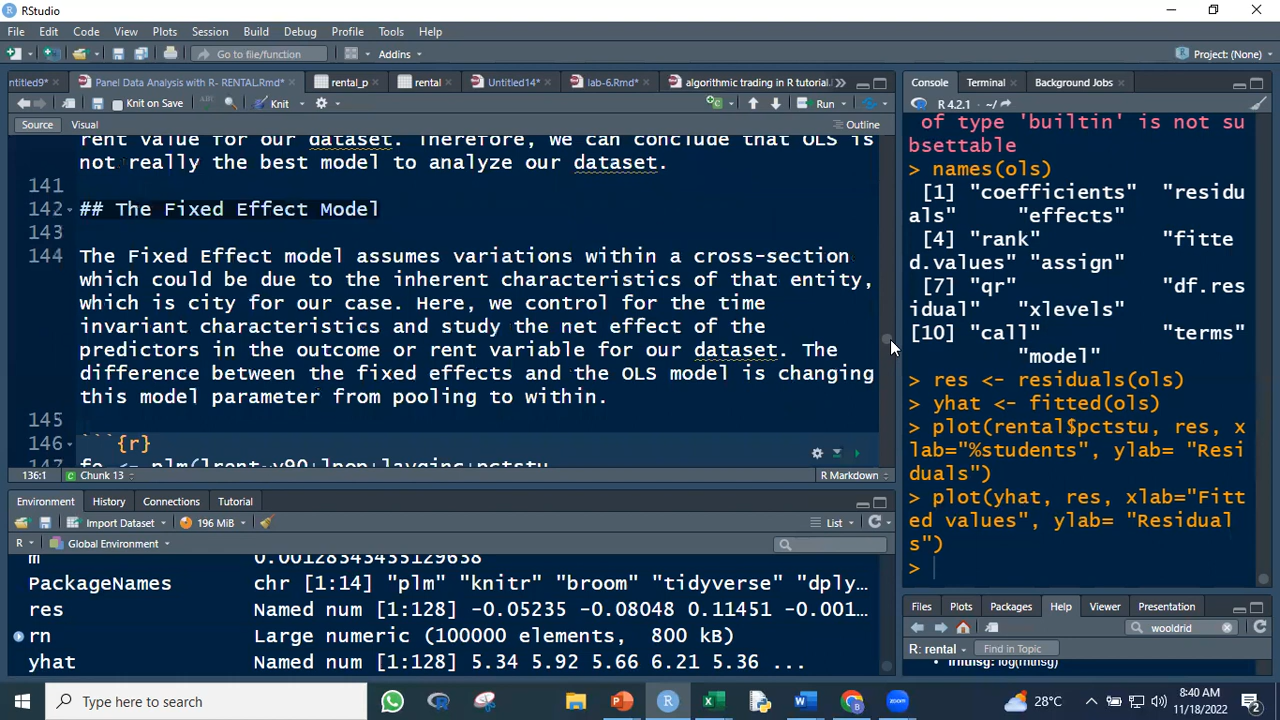 RStudio
File Edit Code View Plots Session Build Debug Profile Tools Help
Go to file/function Addins Project: (None)
ntitled9* Panel Data Analysis with R- RENTAL.Rmd* rental_p rental Untitled14* lab-6.Rmd* algorithmic trading in R tutorial.
Knit on Save ABC Knit Run
Source Visual Outline
rent value for our dataset. Therefore, we can conclude that OLS is
not really the best model to analyze our dataset.
141
142 ## The Fixed Effect Model
143
144 The Fixed Effect model assumes variations within a cross-section
which could be due to the inherent characteristics of that entity,
which is city for our case. Here, we control for the time
invariant characteristics and study the net effect of the
predictors in the outcome or rent variable for our dataset. The
difference between the fixed effects and the OLS model is changing
this model parameter from pooling to within.
145
146 ```{r}
147 fe <- plm(lrent~y90+lpop+lavginc+pctstu
136:1 Chunk 13 R Markdown
Environment History Connections Tutorial
Import Dataset 196 MiB List
R Global Environment
m 0.00128343435129638
PackageNames chr [1:14] "plm" "knitr" "broom" "tidyverse" "dply…
res Named num [1:128] -0.05235 -0.08048 0.11451 -0.001…
rn Large numeric (100000 elements, 800 kB)
yhat Named num [1:128] 5.34 5.92 5.66 6.21 5.36 ...
Console Terminal Background Jobs
R 4.2.1 · ~/
of type 'builtin' is not su
bsettable
> names(ols)
[1] "coefficients" "residu
als" "effects"
[4] "rank" "fitte
d.values" "assign"
[7] "qr" "df.res
idual" "xlevels"
[10] "call" "terms"
"model"
> res <- residuals(ols)
> yhat <- fitted(ols)
> plot(rental$pctstu, res, x
lab="%students", ylab= "Resi
duals")
> plot(yhat, res, xlab="Fitt
ed values", ylab= "Residual
s")
>
Files Plots Packages Help Viewer Presentation
wooldrid
R: rental Find in Topic
Type here to search
28°C
8:40 AM
11/18/2022
2